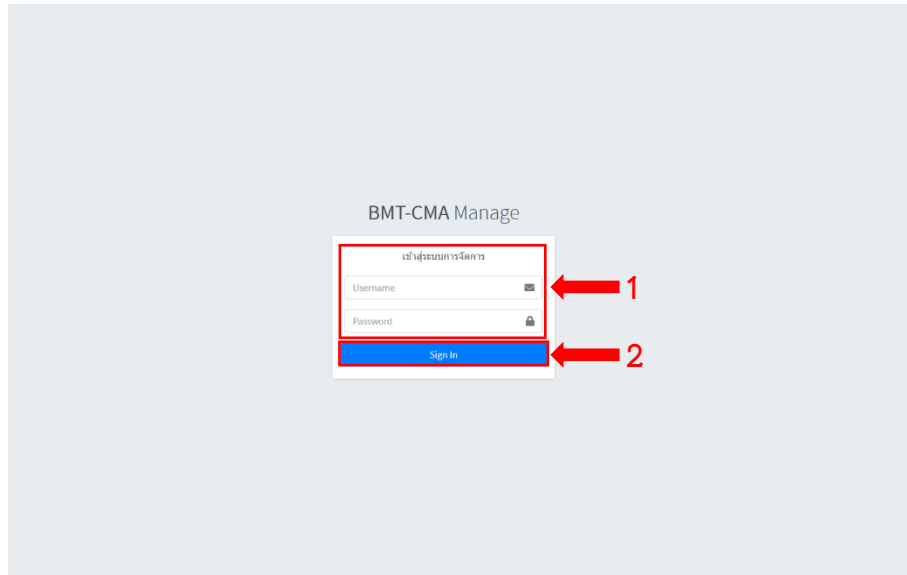 BMT-CMA Manage
เข้าสู่ระบบการจัดการ
Username
1
Password
Sign In
2